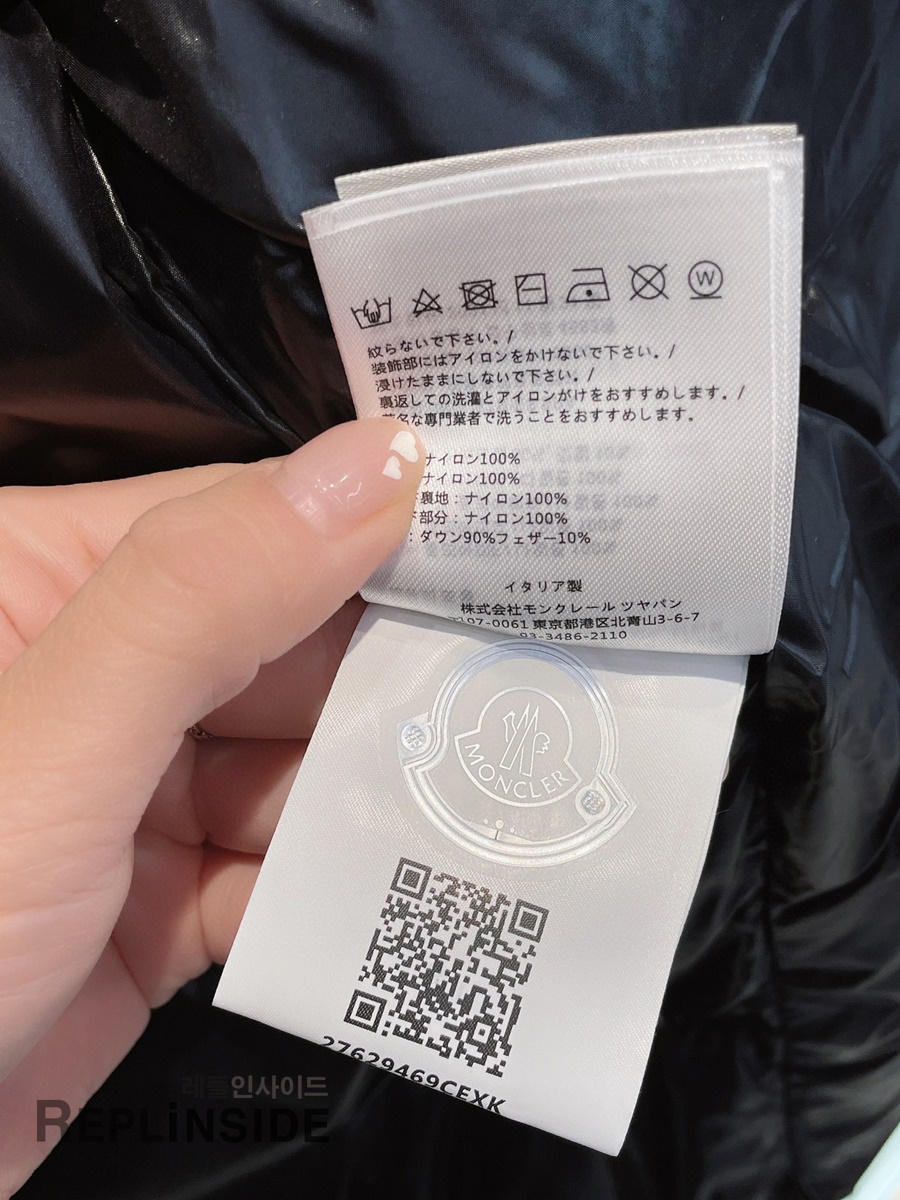 W
紋らないで下さい。/
装飾部にはアイロンをかけないで下さい。/
浸けたままにしないで下さい。/
裏返しての洗濯とアイロンがけをおすすめします。/
な専門業者で洗うことをおすすめします。
ナイロン100%
ナイロン100%
裏地：ナイロン100%
部分：ナイロン100%
：ダウン90%フェザー10%
イタリア製
株式会社モンクレール ツヤパン
〒107-0061 東京都港区北青山3-6-7
03-3486-2110
MONCLER
27629469CEXK
레플인사이드
REPLiNSIDE